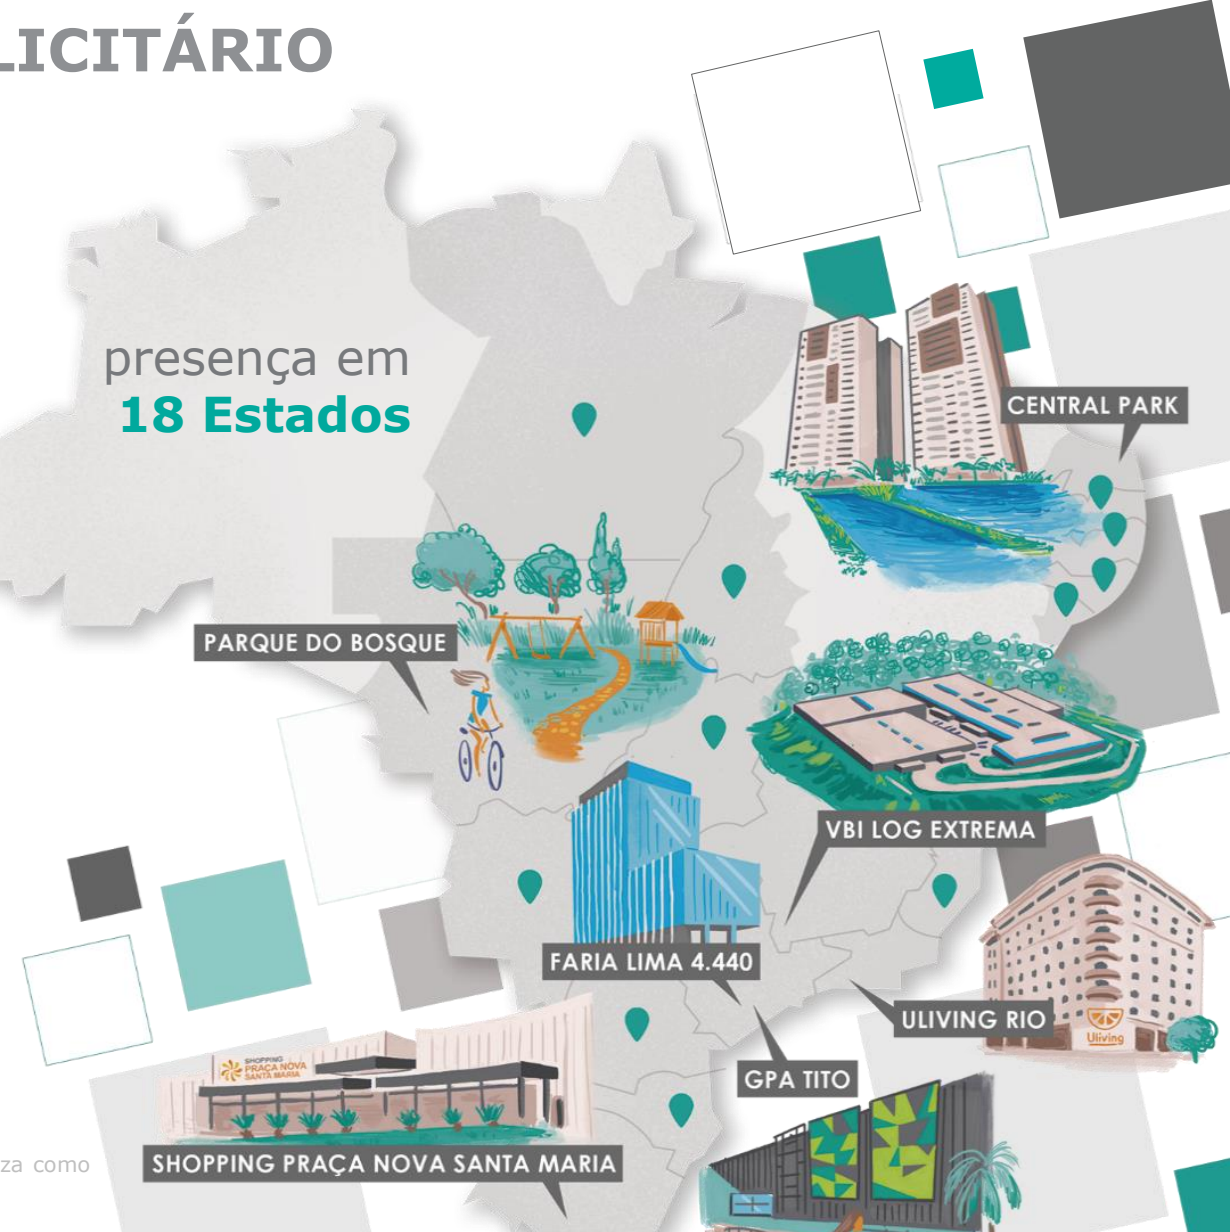 LICITÁRIO
presença em
18 Estados
CENTRAL PARK
PARQUE DO BOSQUE
VBI LOG EXTREMA
FARIA LIMA 4.440
ULIVING RIO
Uliving
GPA TITO
SHOPPING
PRAÇA NOVA
SANTA MARIA
SHOPPING PRAÇA NOVA SANTA MARIA
za como